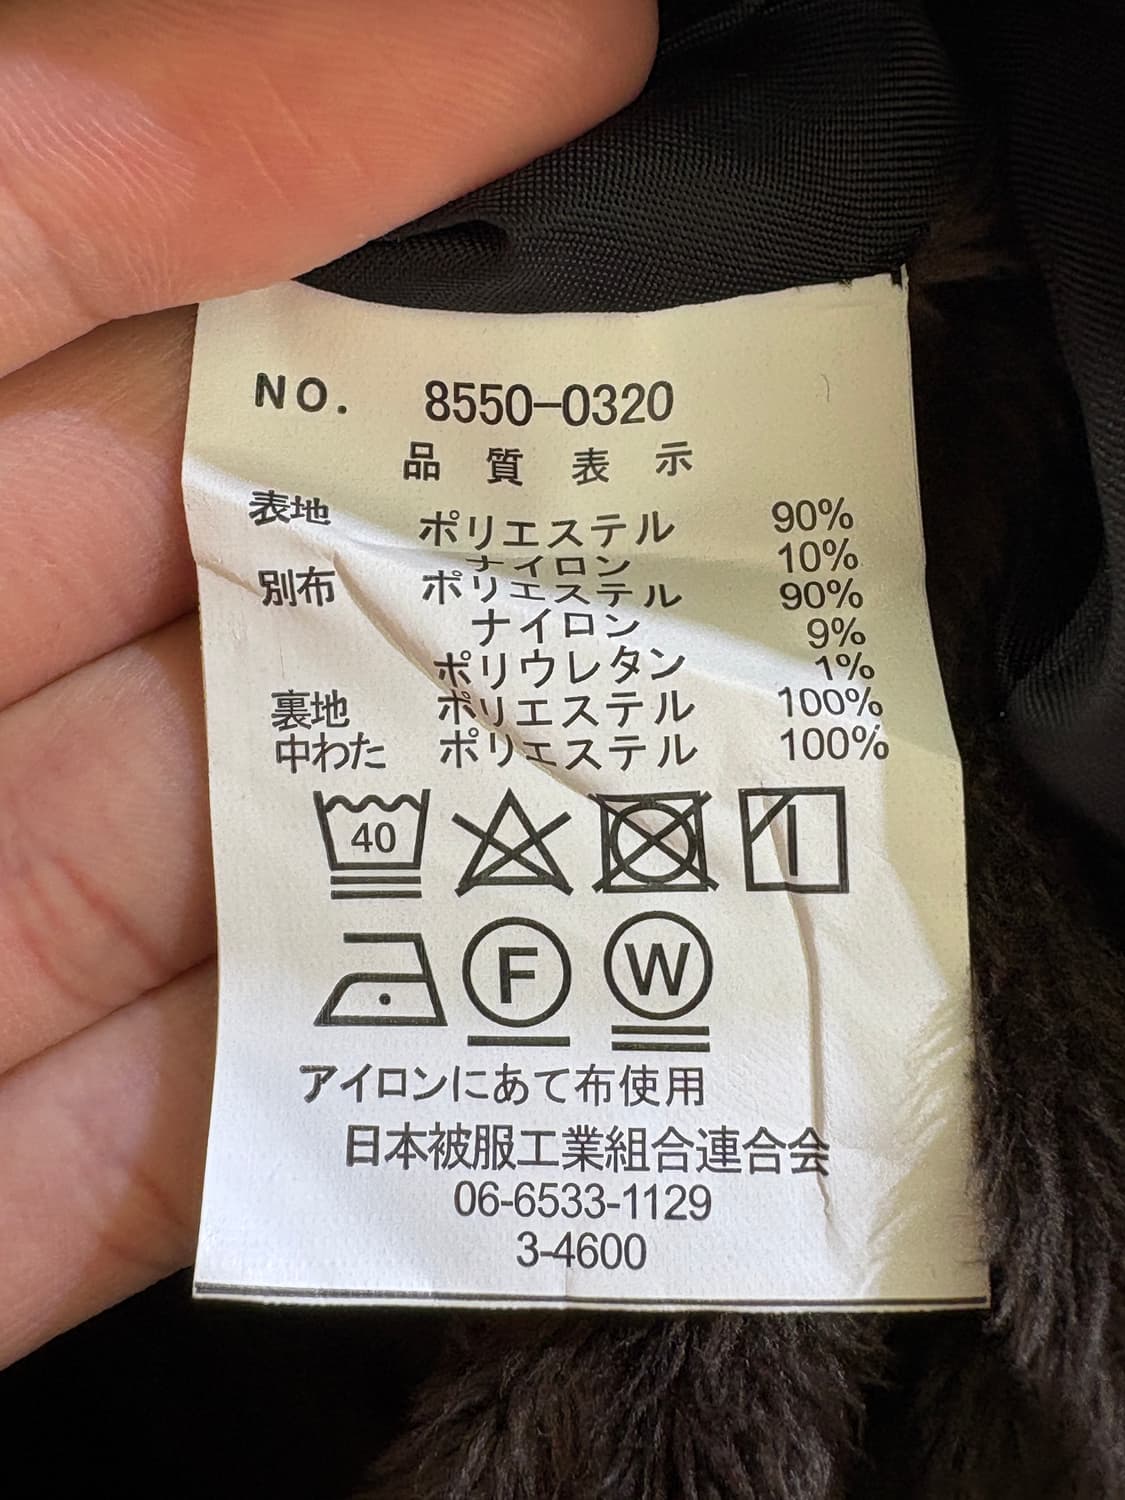 NO. 8550-0320
品質表示
表地 ポリエステル 90%
ナイロン 10%
別布 ポリエステル 90%
ナイロン 9%
ポリウレタン 1%
裏地 ポリエステル 100%
中わた ポリエステル 100%
40
F W
アイロンにあて布使用
日本被服工業組合連合会
06-6533-1129
3-4600